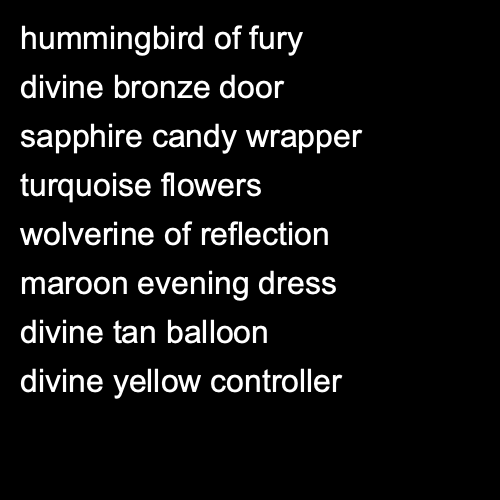 hummingbird of fury
divine bronze door
sapphire candy wrapper
turquoise flowers
wolverine of reflection
maroon evening dress
divine tan balloon
divine yellow controller